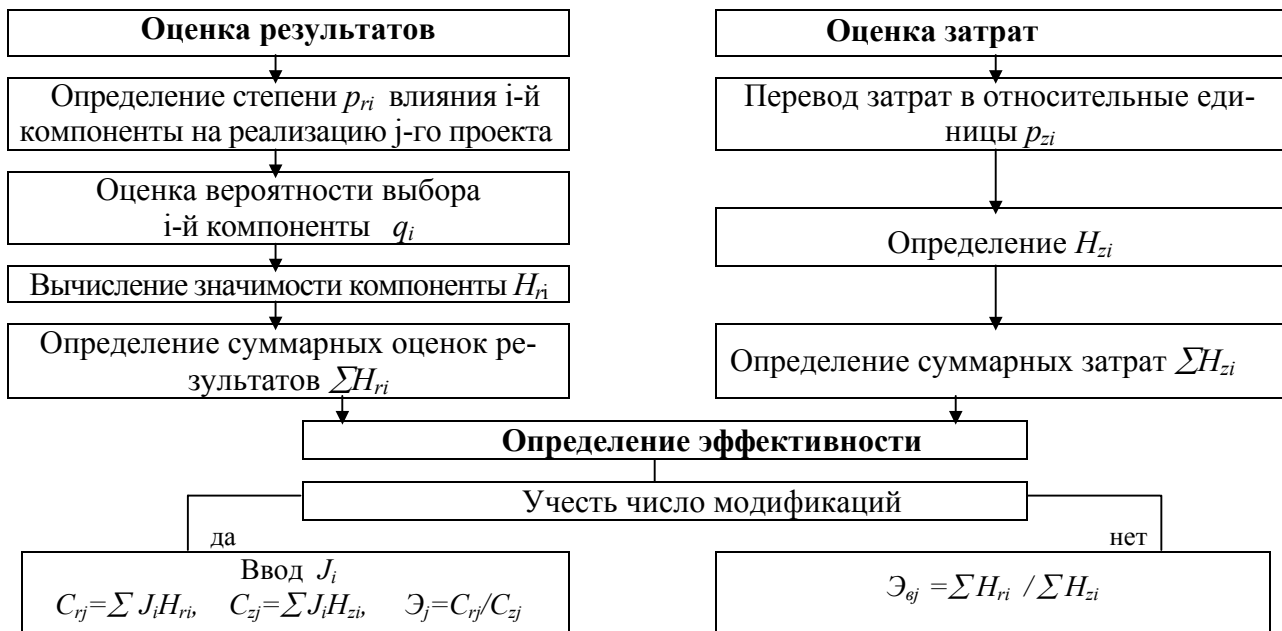 Оценка результатов
Определение степени p_ri влияния i-й
компоненты на реализацию j-го проекта
Оценка вероятности выбора
i-й компоненты q_i
Вычисление значимости компоненты H_ri
Определение суммарных оценок ре-
зультатов ∑H_ri
Оценка затрат
Перевод затрат в относительные еди-
ницы p_zi
Определение H_zi
Определение суммарных затрат ∑H_zi
Определение эффективности
Учесть число модификаций
да
Ввод J_i
C_rj=∑ J_iH_ri, C_zj=∑J_iH_zi, Э_j=C_rj/C_zj
нет
Э_вj =∑H_ri / ∑H_zi